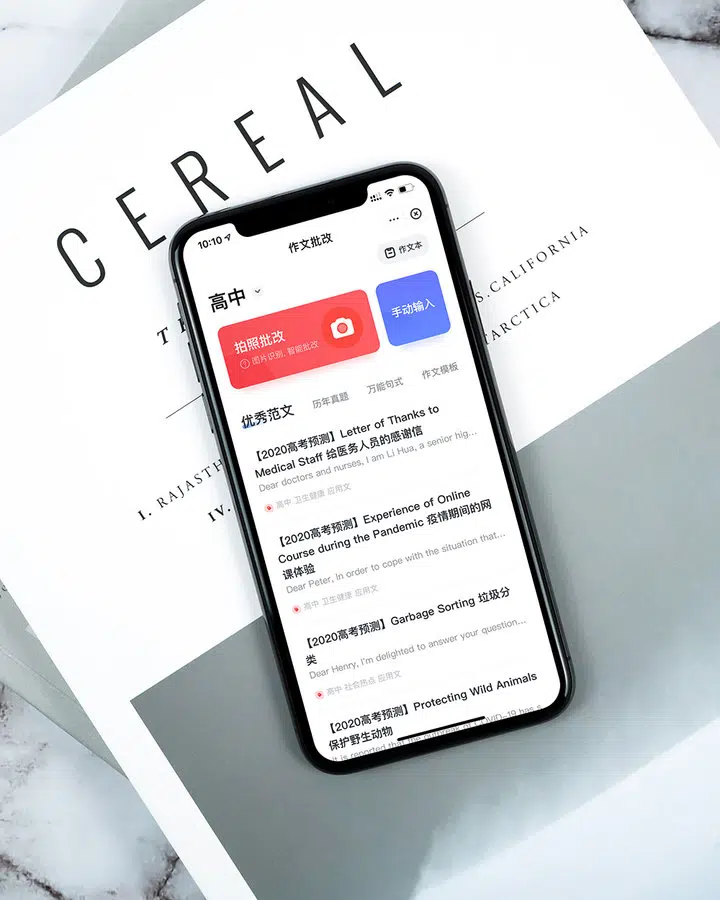 CEREAL
10:10
作文批改
作文本
高中
拍照批改
图片识别, 智能批改
手动输入
优秀范文
历年真题
万能句式
作文模板
【2020高考预测】Letter of Thanks to
Medical Staff 给医务人员的感谢信
Dear doctors and nurses, I am Li Hua, a senior hig...
高中 卫生健康 应用文
【2020高考预测】Experience of Online
Course during the Pandemic 疫情期间的网
课体验
Dear Peter, In order to cope with the situation that...
高中 卫生健康 应用文
【2020高考预测】Garbage Sorting 垃圾分
类
Dear Henry, I'm delighted to answer your question...
高中 社会热点 应用文
【2020高考预测】Protecting Wild Animals
保护野生动物
It is reported that the outbreak of COVID-19 has s
T
S. CALIFORNIA
TARCTICA
I. RAJASTH
IV.